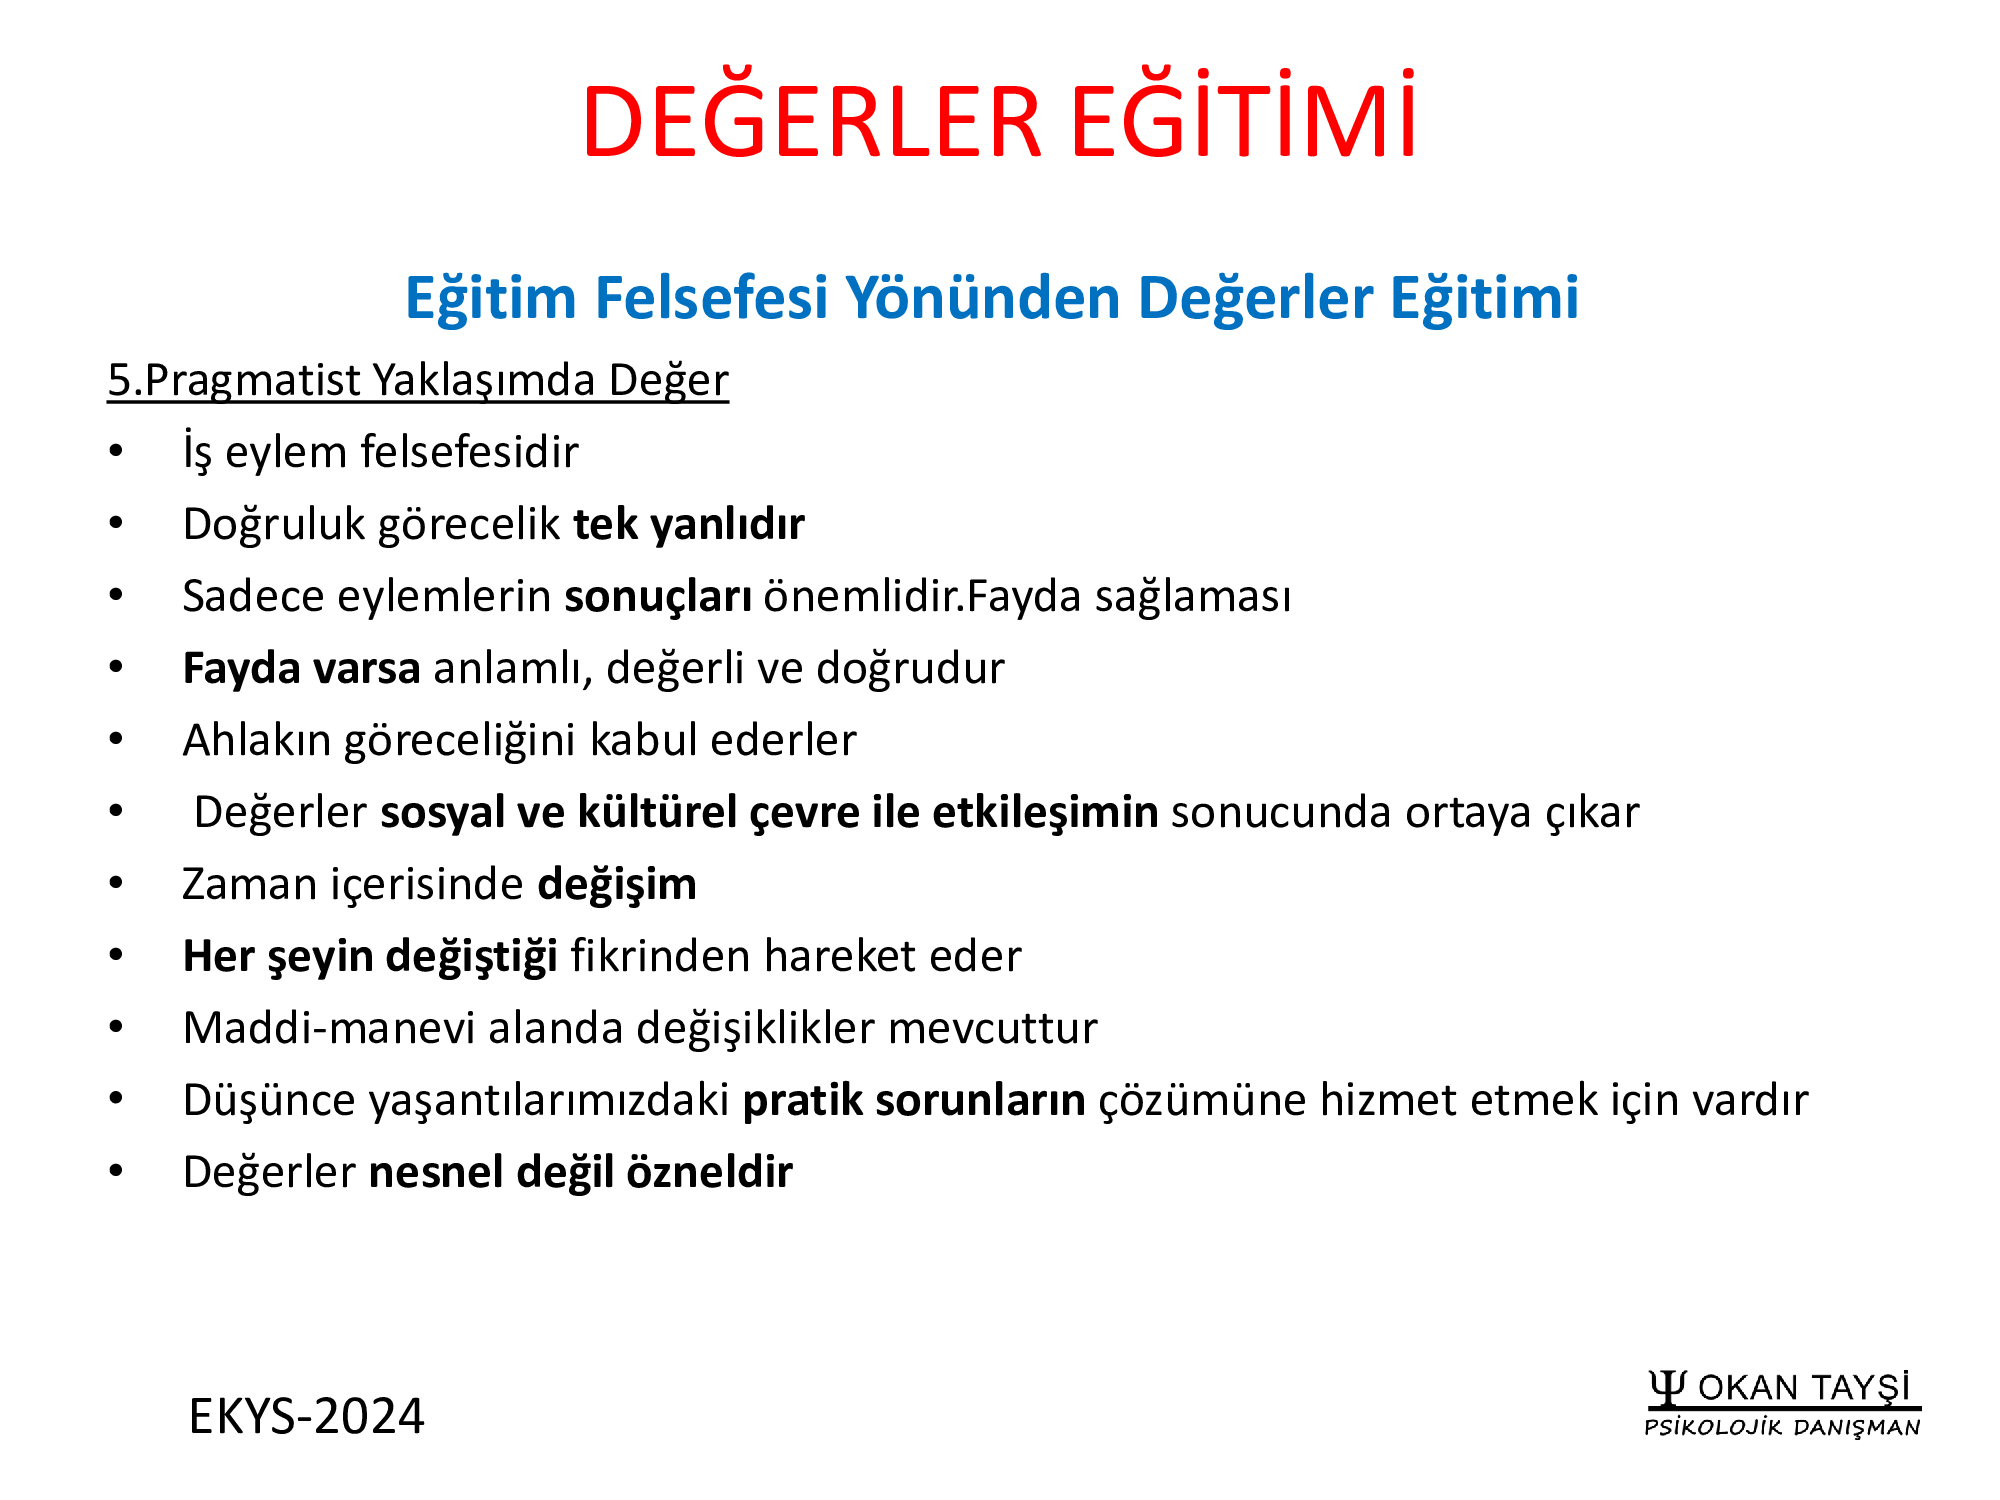 DEĞERLER EĞİTİMİ
Eğitim Felsefesi Yönünden Değerler Eğitimi
5.Pragmatist Yaklaşımda Değer
• İş eylem felsefesidir
• Doğruluk görecelik tek yanlıdır
• Sadece eylemlerin sonuçları önemlidir.Fayda sağlaması
• Fayda varsa anlamlı, değerli ve doğrudur
• Ahlakın göreceliğini kabul ederler
• Değerler sosyal ve kültürel çevre ile etkileşimin sonucunda ortaya çıkar
• Zaman içerisinde değişim
• Her şeyin değiştiği fikrinden hareket eder
• Maddi-manevi alanda değişiklikler mevcuttur
• Düşünce yaşantılarımızdaki pratik sorunların çözümüne hizmet etmek için vardır
• Değerler nesnel değil özneldir
EKYS-2024
Ψ OKAN TAYŞİ
PSİKOLOJİK DANIŞMAN